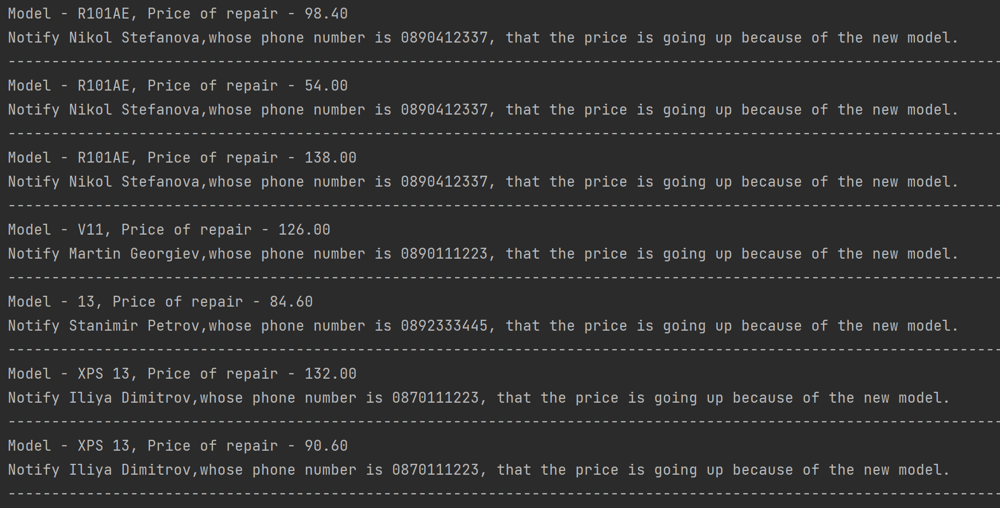 Model - R101AE, Price of repair - 98.40
Notify Nikol Stefanova,whose phone number is 0890412337, that the price is going up because of the new model.
------------------------------------------------------------------------------------------------------------------
Model - R101AE, Price of repair - 54.00
Notify Nikol Stefanova,whose phone number is 0890412337, that the price is going up because of the new model.
------------------------------------------------------------------------------------------------------------------
Model - R101AE, Price of repair - 138.00
Notify Nikol Stefanova,whose phone number is 0890412337, that the price is going up because of the new model.
------------------------------------------------------------------------------------------------------------------
Model - V11, Price of repair - 126.00
Notify Martin Georgiev,whose phone number is 0890111223, that the price is going up because of the new model.
------------------------------------------------------------------------------------------------------------------
Model - 13, Price of repair - 84.60
Notify Stanimir Petrov,whose phone number is 0892333445, that the price is going up because of the new model.
------------------------------------------------------------------------------------------------------------------
Model - XPS 13, Price of repair - 132.00
Notify Iliya Dimitrov,whose phone number is 0870111223, that the price is going up because of the new model.
------------------------------------------------------------------------------------------------------------------
Model - XPS 13, Price of repair - 90.60
Notify Iliya Dimitrov,whose phone number is 0870111223, that the price is going up because of the new model.
------------------------------------------------------------------------------------------------------------------